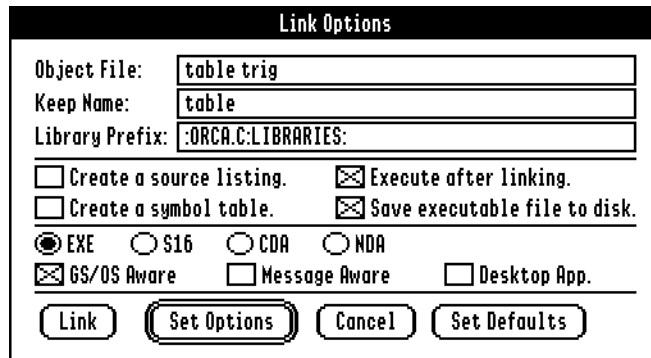 Link Options
Object File: table trig
Keep Name: table
Library Prefix: :ORCA.C:LIBRARIES:
Create a source listing. Execute after linking.
Create a symbol table. Save executable file to disk.
EXE S16 CDA NDA
GS/OS Aware Message Aware Desktop App.
Link Set Options Cancel Set Defaults